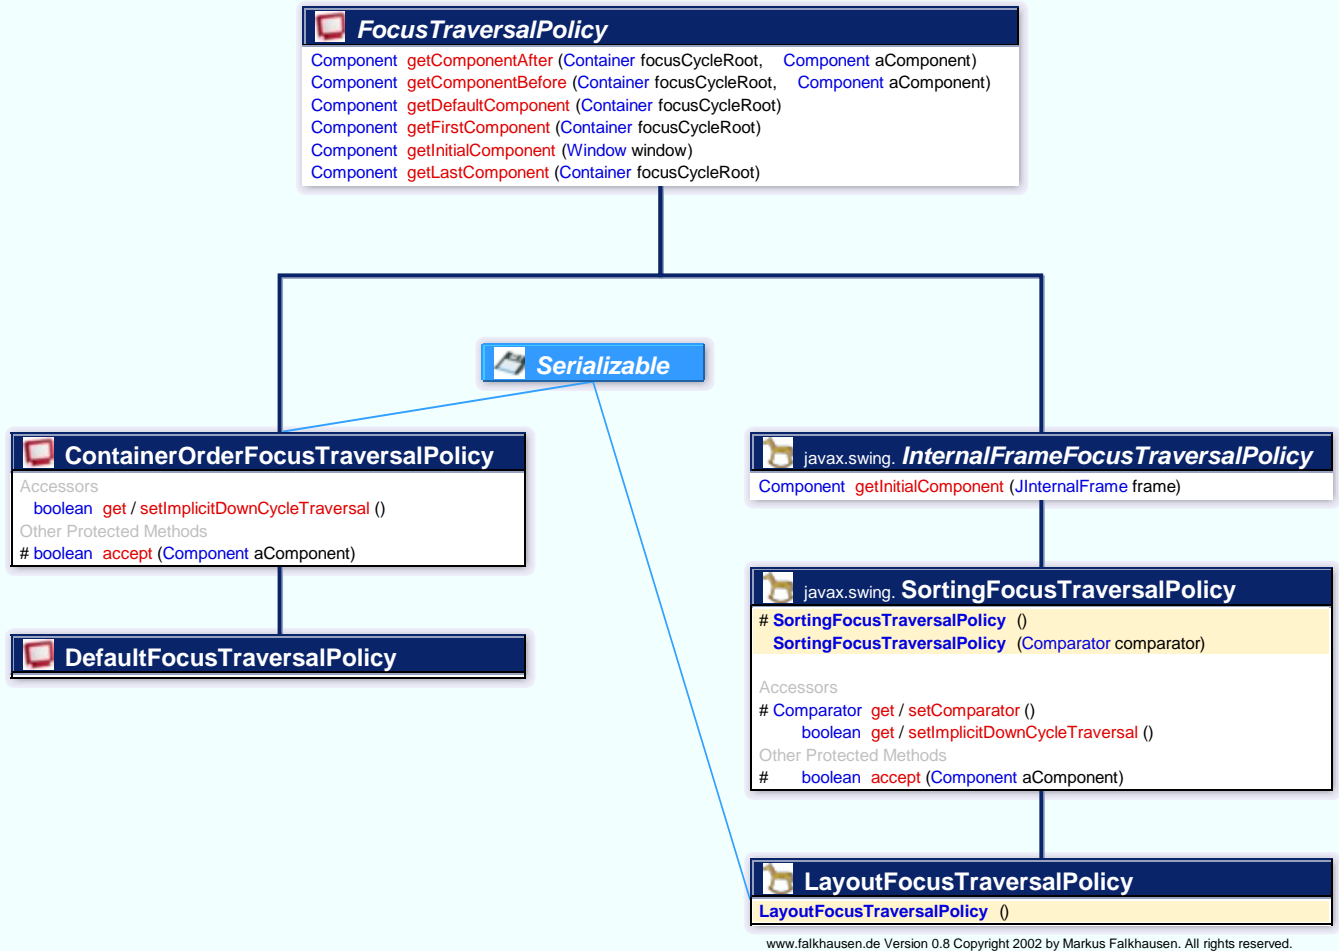 FocusTraversalPolicy
Component getComponentAfter (Container focusCycleRoot, Component aComponent)
Component getComponentBefore (Container focusCycleRoot, Component aComponent)
Component getDefaultComponent (Container focusCycleRoot)
Component getFirstComponent (Container focusCycleRoot)
Component getInitialComponent (Window window)
Component getLastComponent (Container focusCycleRoot)
Serializable
ContainerOrderFocusTraversalPolicy
Accessors
boolean get / setImplicitDownCycleTraversal ()
Other Protected Methods
# boolean accept (Component aComponent)
DefaultFocusTraversalPolicy
javax.swing. InternalFrameFocusTraversalPolicy
Component getInitialComponent (JInternalFrame frame)
javax.swing. SortingFocusTraversalPolicy
# SortingFocusTraversalPolicy ()
SortingFocusTraversalPolicy (Comparator comparator)
Accessors
# Comparator get / setComparator ()
boolean get / setImplicitDownCycleTraversal ()
Other Protected Methods
# boolean accept (Component aComponent)
LayoutFocusTraversalPolicy
LayoutFocusTraversalPolicy ()
www.falkhausen.de Version 0.8 Copyright 2002 by Markus Falkhausen. All rights reserved.